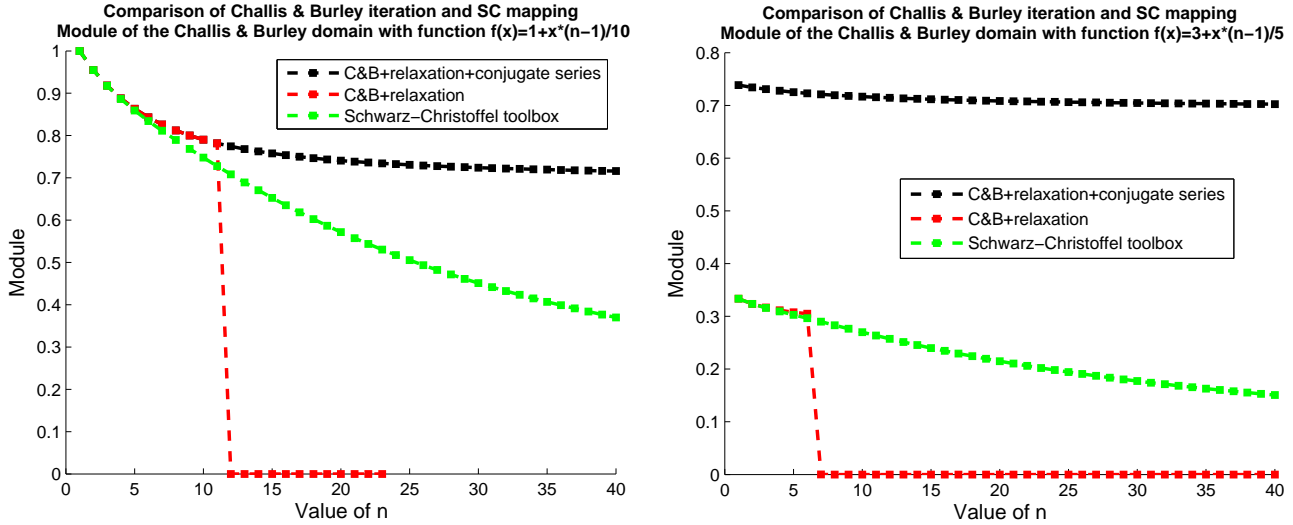 Comparison of Challis & Burley iteration and SC mapping
Module of the Challis & Burley domain with function f(x)=1+x*(n−1)/10
1
0.9
0.8
0.7
0.6
0.5
0.4
0.3
0.2
0.1
0
Module
C&B+relaxation+conjugate series
C&B+relaxation
Schwarz−Christoffel toolbox
0 5 10 15 20 25 30 35 40
Value of n
Comparison of Challis & Burley iteration and SC mapping
Module of the Challis & Burley domain with function f(x)=3+x*(n−1)/5
0.8
0.7
0.6
0.5
0.4
0.3
0.2
0.1
0
Module
C&B+relaxation+conjugate series
C&B+relaxation
Schwarz−Christoffel toolbox
0 5 10 15 20 25 30 35 40
Value of n